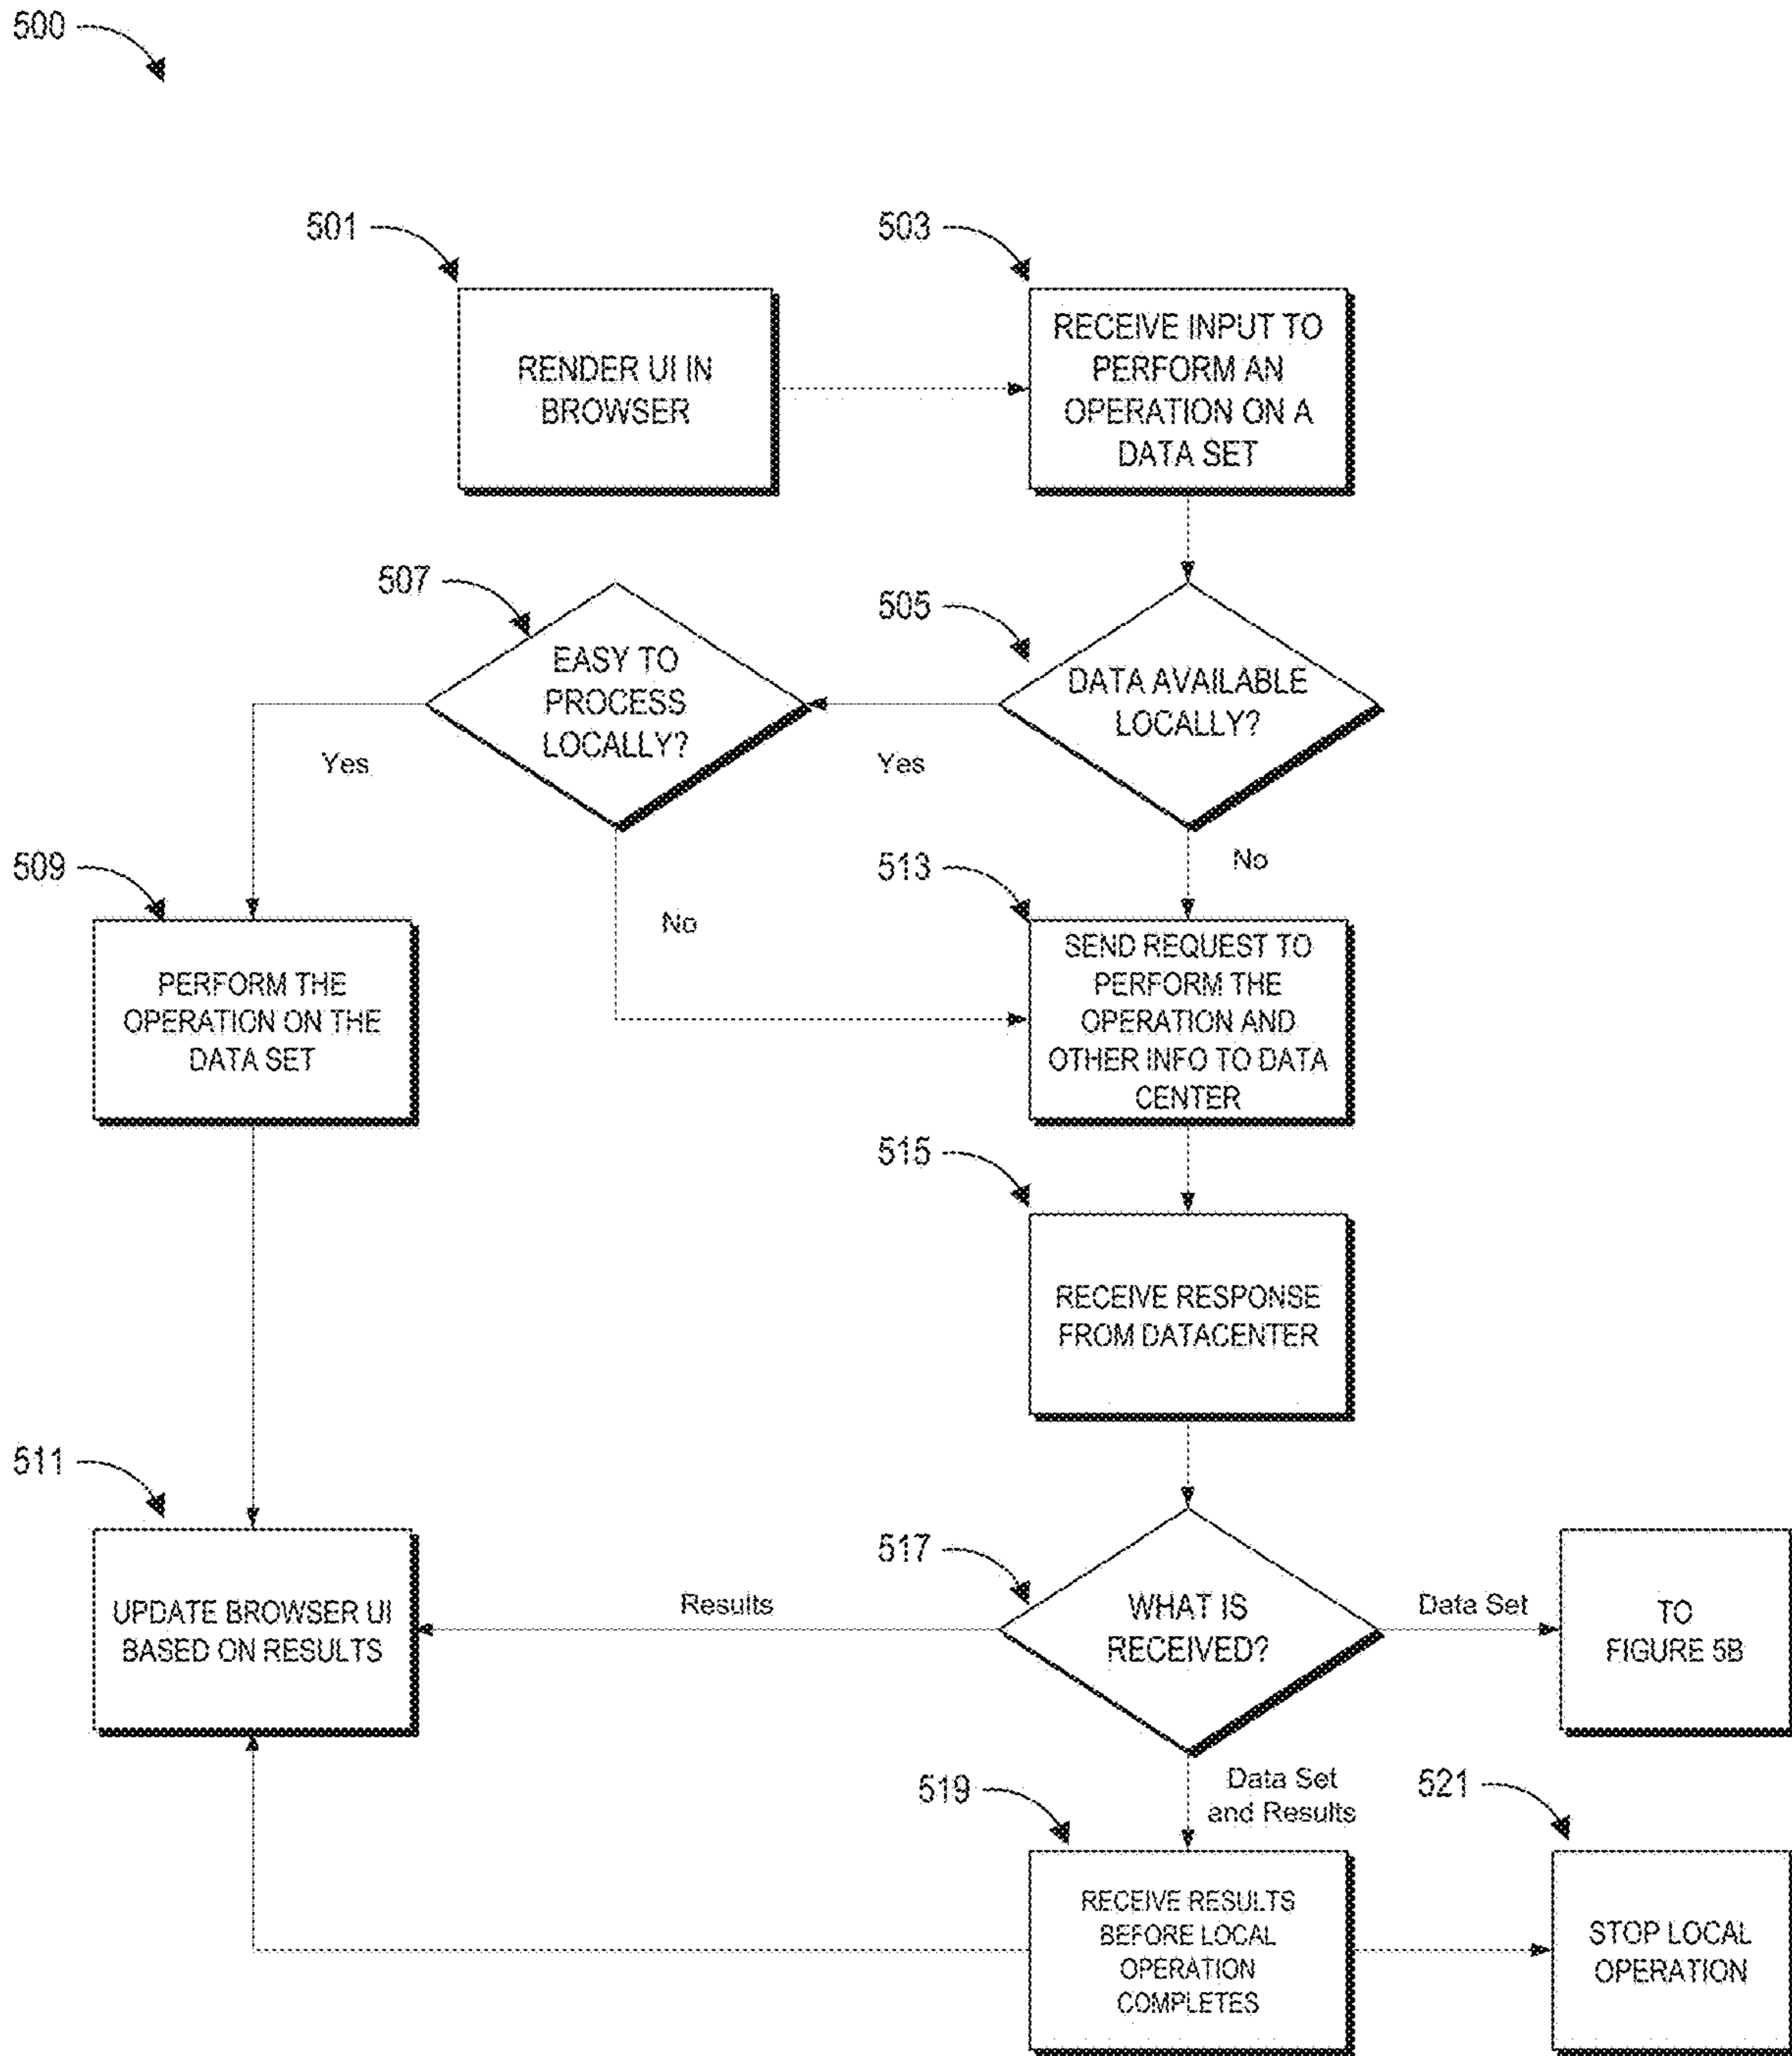 500
501
503
RENDER UI IN
BROWSER
RECEIVE INPUT TO
PERFORM AN
OPERATION ON A
DATA SET
507
505
EASY TO
PROCESS
LOCALLY?
DATA AVAILABLE
LOCALLY?
Yes
Yes
509
No
513
No
PERFORM THE
OPERATION ON THE
DATA SET
SEND REQUEST TO
PERFORM THE
OPERATION AND
OTHER INFO TO DATA
CENTER
515
RECEIVE RESPONSE
FROM DATACENTER
511
517
UPDATE BROWSER UI
BASED ON RESULTS
Results
WHAT IS
RECEIVED?
Data Set
TO
FIGURE 5B
519
Data Set
and Results
521
RECEIVE RESULTS
BEFORE LOCAL
OPERATION
COMPLETES
STOP LOCAL
OPERATION